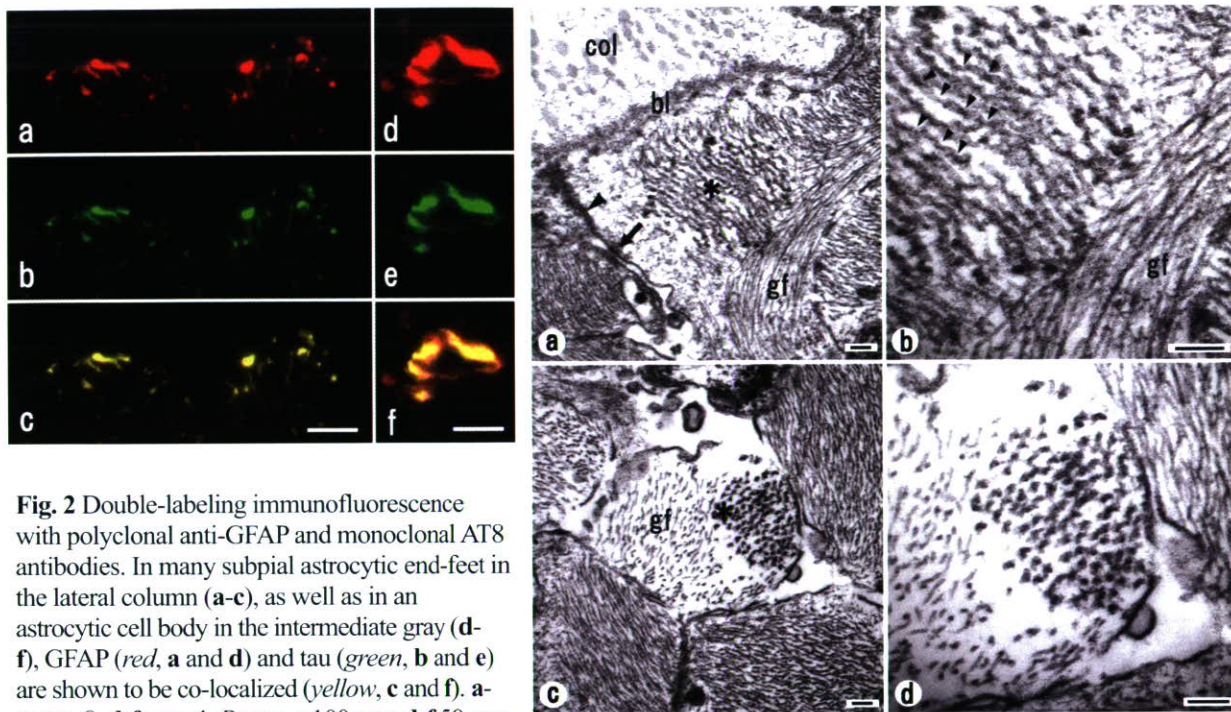 a
d
b
e
c
f
col
bl
*
gf
a
gf
b
gf
*
c
d
Fig. 2 Double-labeling immunofluorescence
with polyclonal anti-GFAP and monoclonal AT8
antibodies. In many subpial astrocytic end-feet in
the lateral column (a-c), as well as in an
astrocytic cell body in the intermediate gray (d-
f), GFAP (red, a and d) and tau (green, b and e)
are shown to be co-localized (yellow, c and f). a-